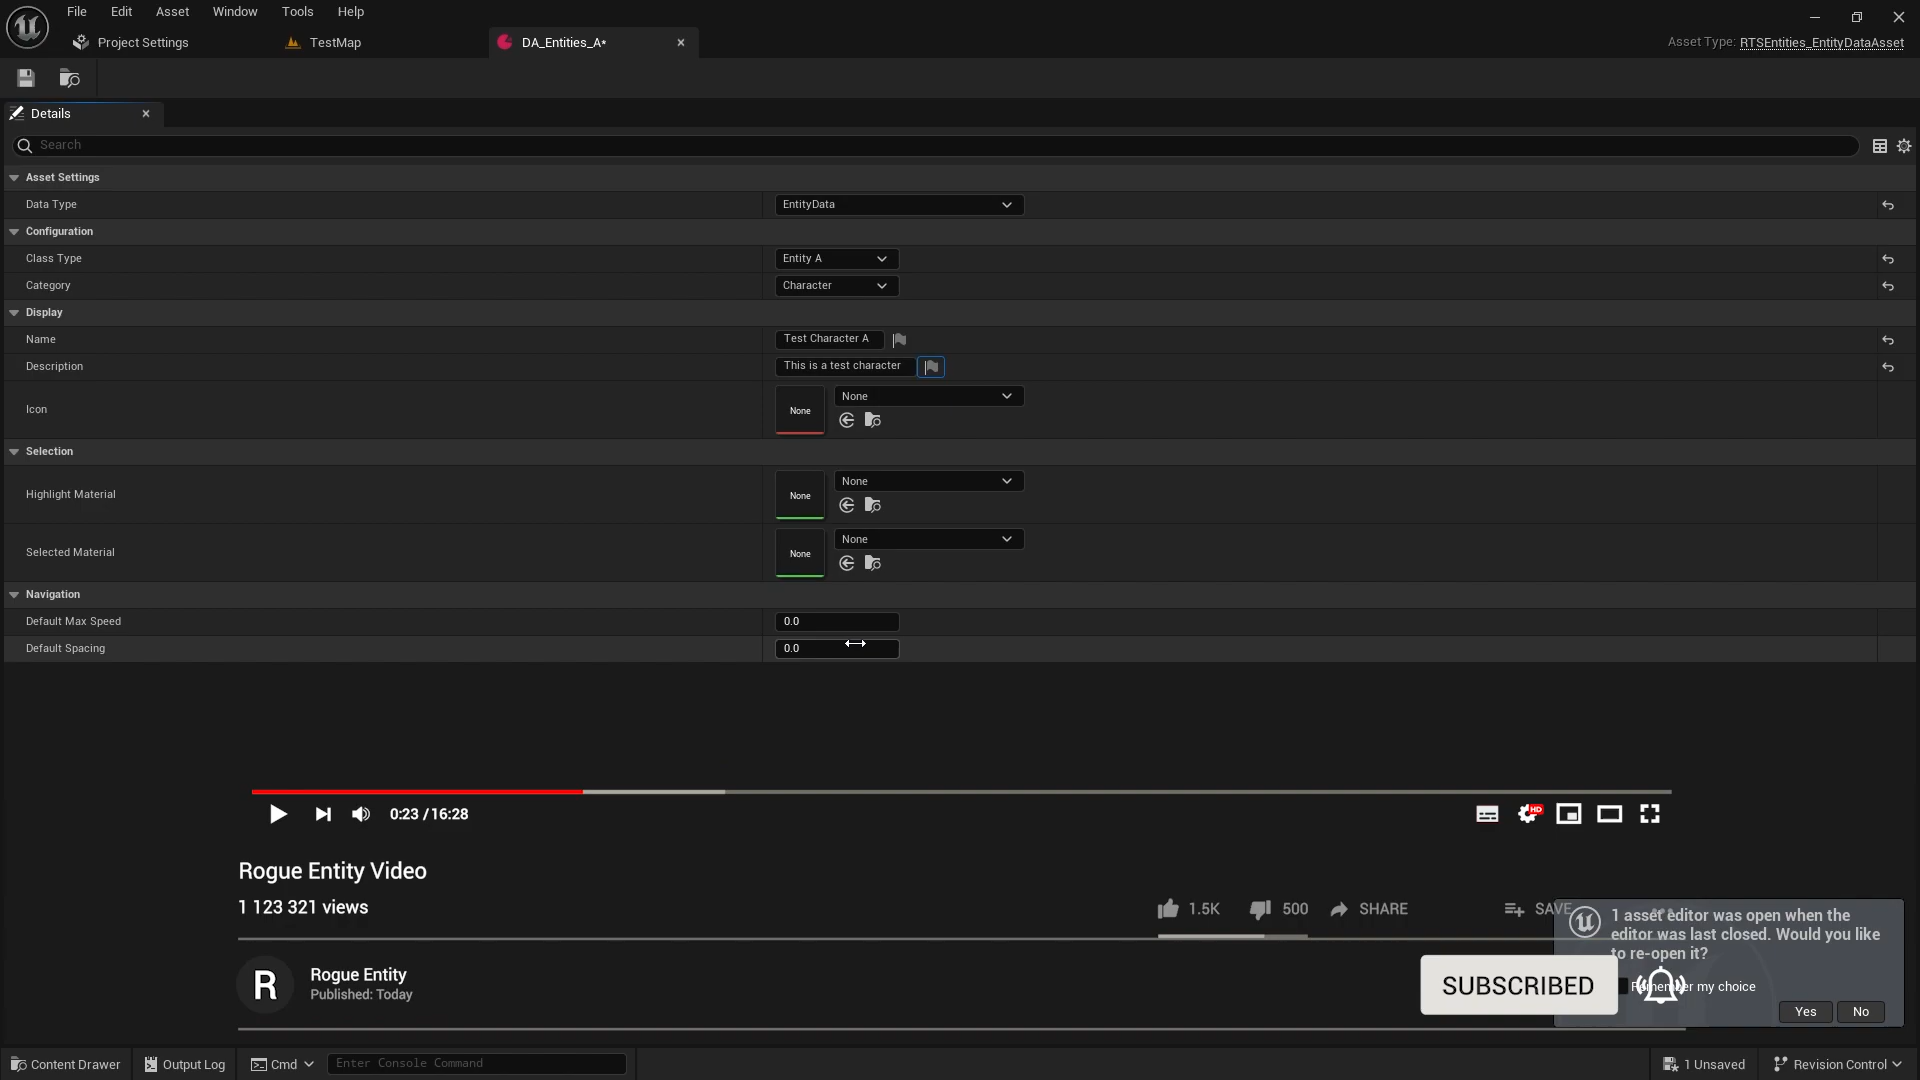 File Edit Asset Window Tools Help
Project Settings TestMap DA_Entities_A* Asset Type: RTSEntities_EntityDataAsset
Details
Search
Asset Settings
Data Type EntityData
Configuration
Class Type Entity A
Category Character
Display
Name Test Character A
Description This is a test character
Icon None None
Selection
Highlight Material None None
Selected Material None None
Navigation
Default Max Speed 0.0
Default Spacing 0.0
0:23 / 16:28 HD
Rogue Entity Video
1 123 321 views 1.5K 500 SHARE SAVE
1 asset editor was open when the
editor was last closed. Would you like
to re-open it?
R Rogue Entity
Published: Today
SUBSCRIBED Remember my choice
Yes No
Content Drawer Output Log Cmd Enter Console Command 1 Unsaved Revision Control